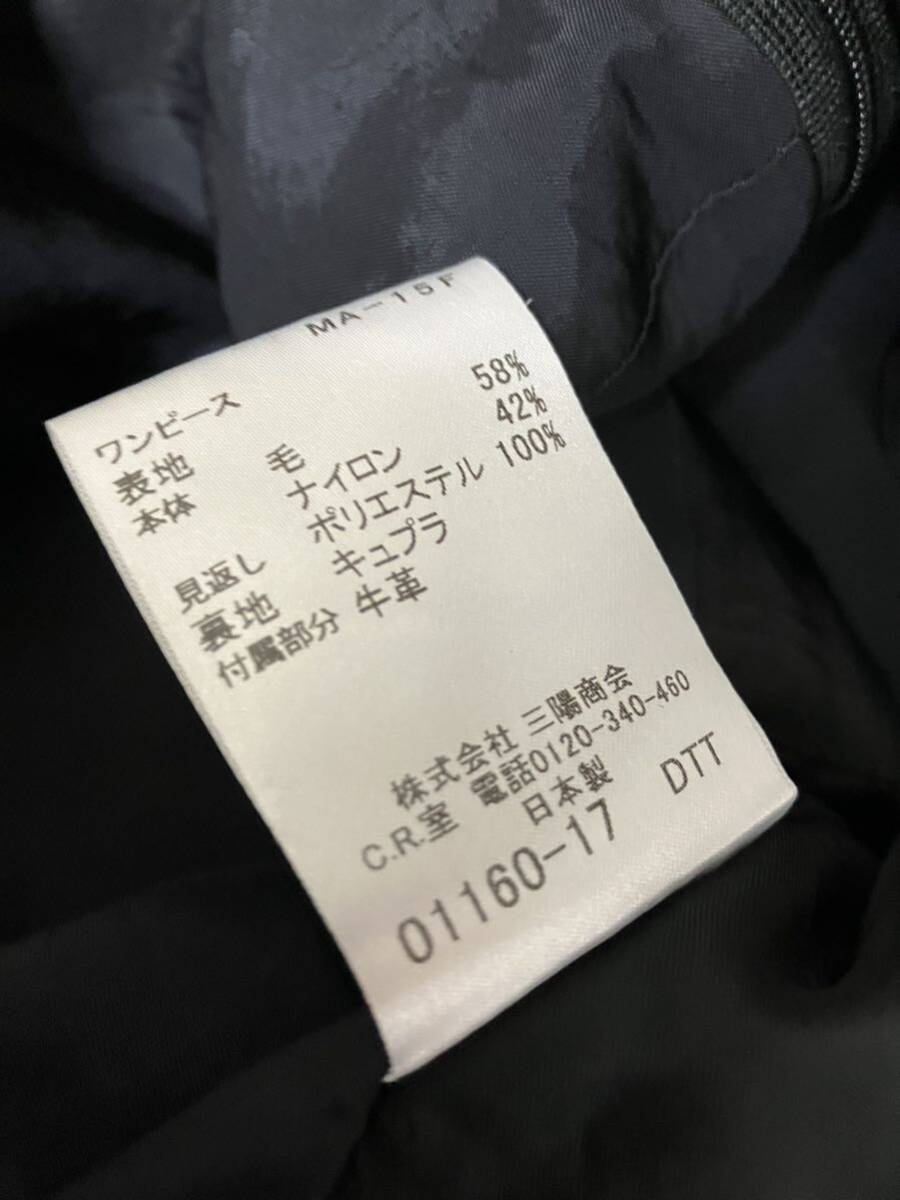 MA-15F
ワンピース
表地 毛 58%
本体 ナイロン 42%
見返し ポリエステル 100%
裏地 キュプラ
付属部分 牛革
株式会社 三陽商会
C.R.室 電話0120-340-460
日本製 DTT
01160-17